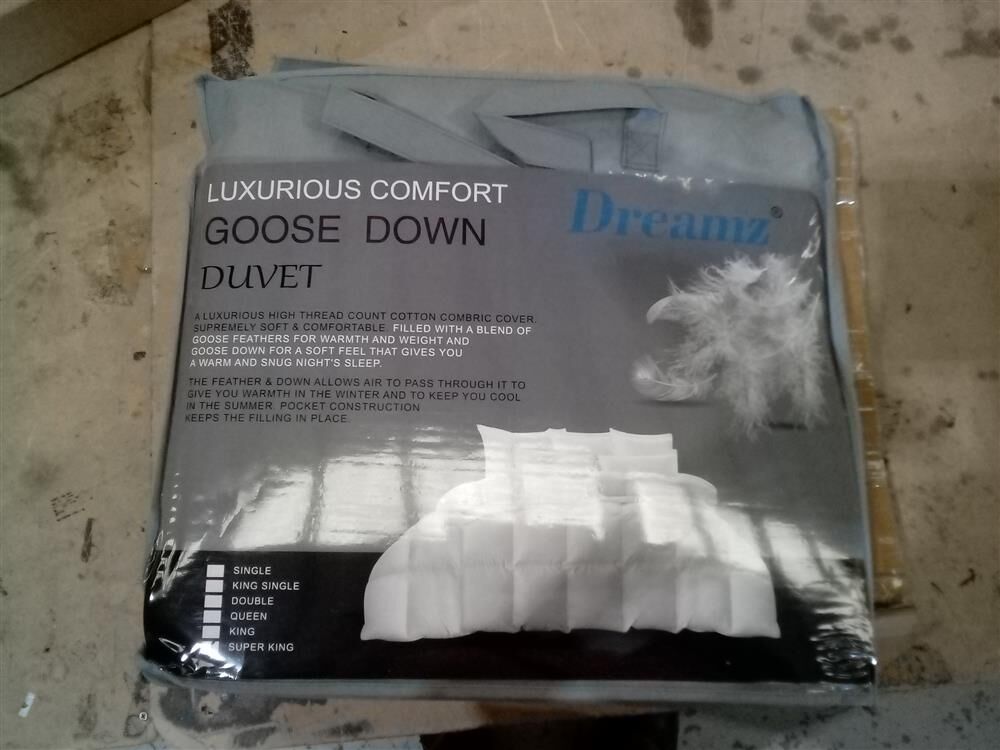 LUXURIOUS COMFORT
GOOSE DOWN
DUVET
Dreamz®
A LUXURIOUS HIGH THREAD COUNT COTTON COMBRIC COVER.
SUPREMELY SOFT & COMFORTABLE. FILLED WITH A BLEND OF
GOOSE FEATHERS FOR WARMTH AND WEIGHT AND
GOOSE DOWN FOR A SOFT FEEL THAT GIVES YOU
A WARM AND SNUG NIGHT'S SLEEP.
THE FEATHER & DOWN ALLOWS AIR TO PASS THROUGH IT TO
GIVE YOU WARMTH IN THE WINTER AND TO KEEP YOU COOL
IN THE SUMMER. POCKET CONSTRUCTION
KEEPS THE FILLING IN PLACE.
SINGLE
KING SINGLE
DOUBLE
QUEEN
KING
SUPER KING